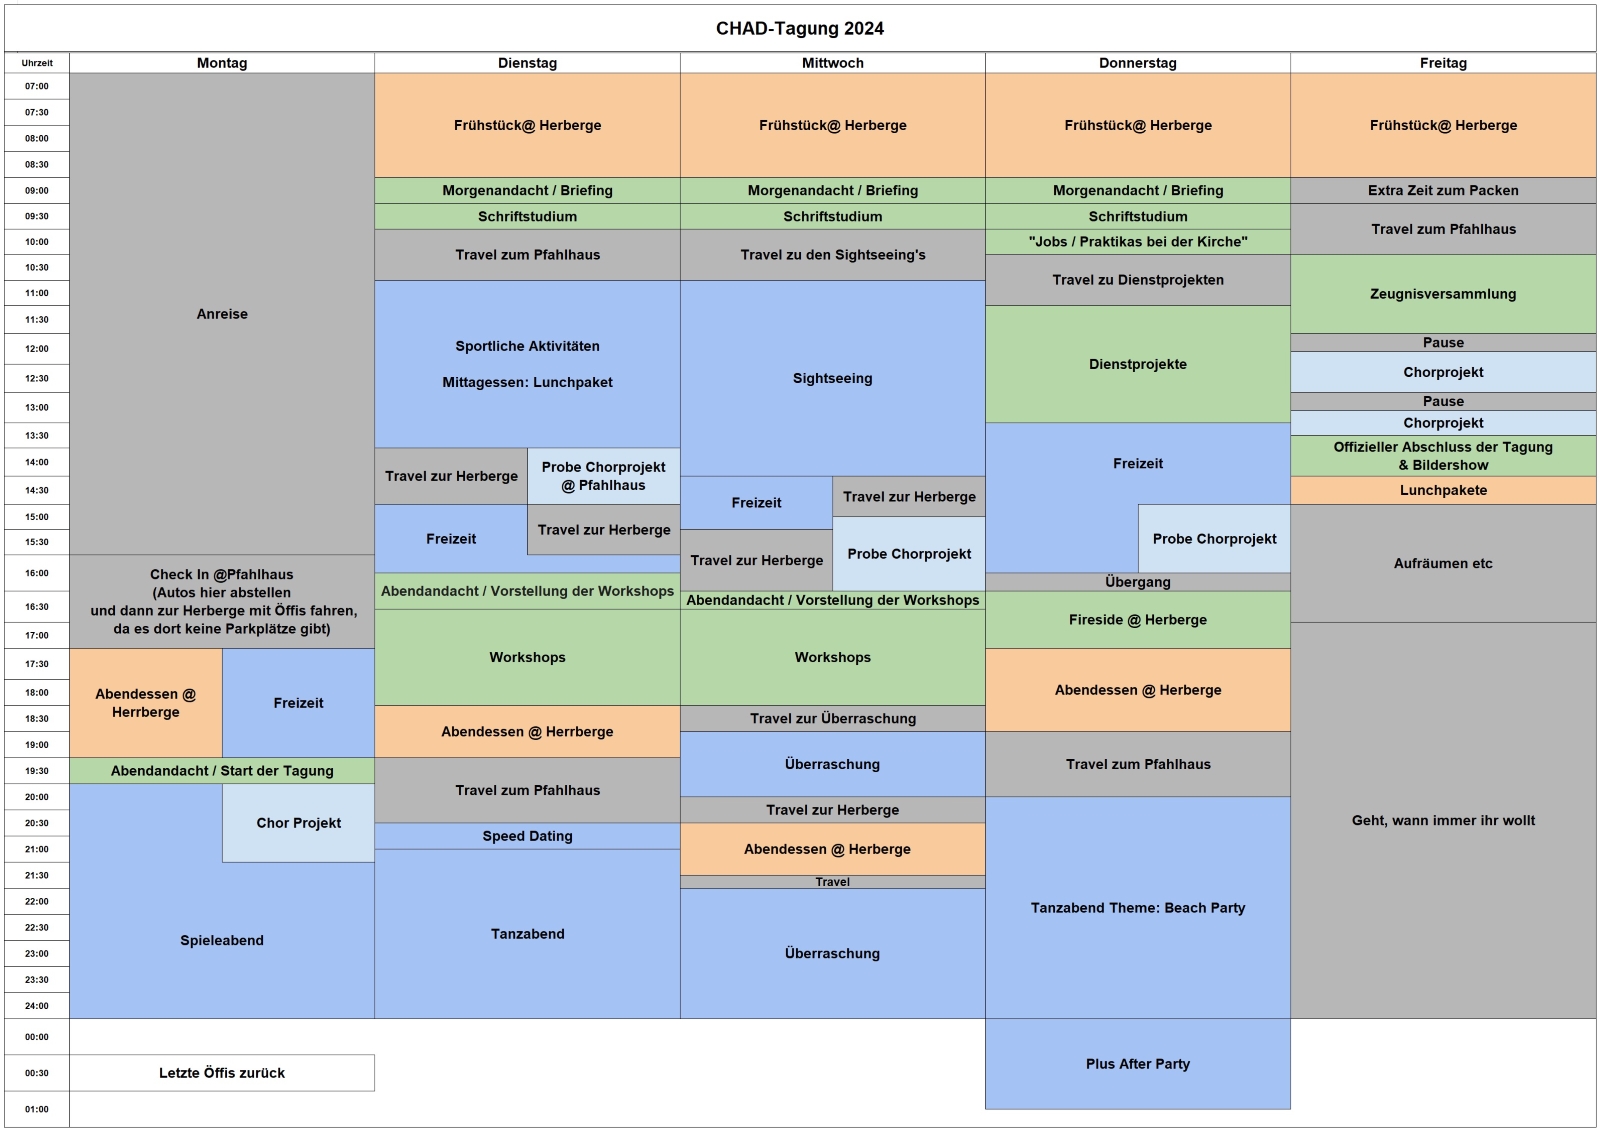 CHAD-Tagung 2024
Uhrzeit
Montag
Dienstag
Mittwoch
Donnerstag
Freitag
07:00
07:30
08:00
08:30
09:00
09:30
10:00
10:30
11:00
11:30
12:00
12:30
13:00
13:30
14:00
14:30
15:00
15:30
16:00
16:30
17:00
17:30
18:00
18:30
19:00
19:30
20:00
20:30
21:00
21:30
22:00
22:30
23:00
23:30
24:00
00:00
00:30
01:00
Anreise
Check In @Pfahlhaus
(Autos hier abstellen
und dann zur Herberge mit Öffis fahren,
da es dort keine Parkplätze gibt)
Abendessen @
Herrberge
Freizeit
Abendandacht / Start der Tagung
Chor Projekt
Spieleabend
Letzte Öffis zurück
Frühstück@ Herberge
Morgenandacht / Briefing
Schriftstudium
Travel zum Pfahlhaus
Sportliche Aktivitäten
Mittagessen: Lunchpaket
Travel zur Herberge
Probe Chorprojekt
@ Pfahlhaus
Freizeit
Travel zur Herberge
Abendandacht / Vorstellung der Workshops
Workshops
Abendessen @ Herrberge
Travel zum Pfahlhaus
Speed Dating
Tanzabend
Frühstück@ Herberge
Morgenandacht / Briefing
Schriftstudium
Travel zu den Sightseeing's
Sightseeing
Freizeit
Travel zur Herberge
Travel zur Herberge
Probe Chorprojekt
Abendandacht / Vorstellung der Workshops
Workshops
Travel zur Überraschung
Überraschung
Travel zur Herberge
Abendessen @ Herberge
Travel
Überraschung
Frühstück@ Herberge
Morgenandacht / Briefing
Schriftstudium
"Jobs / Praktikas bei der Kirche"
Travel zu Dienstprojekten
Dienstprojekte
Freizeit
Probe Chorprojekt
Übergang
Fireside @ Herberge
Abendessen @ Herberge
Travel zum Pfahlhaus
Tanzabend Theme: Beach Party
Plus After Party
Frühstück@ Herberge
Extra Zeit zum Packen
Travel zum Pfahlhaus
Zeugnisversammlung
Pause
Chorprojekt
Pause
Chorprojekt
Offizieller Abschluss der Tagung
& Bildershow
Lunchpakete
Aufräumen etc
Geht, wann immer ihr wollt